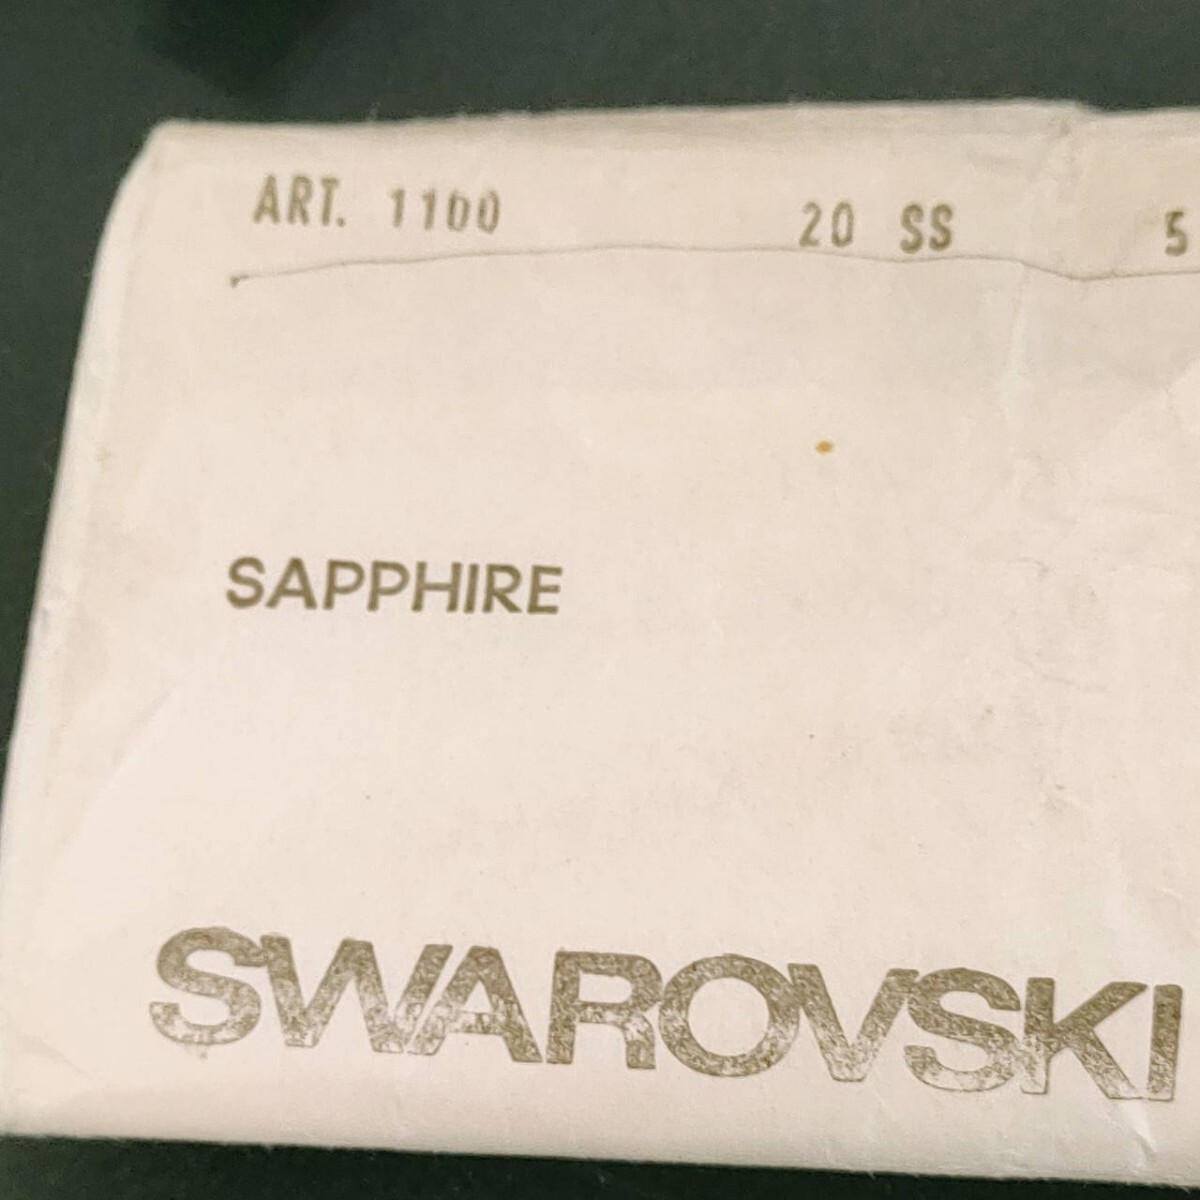 ART. 1100 20 SS 5
SAPPHIRE
SWAROVSKI